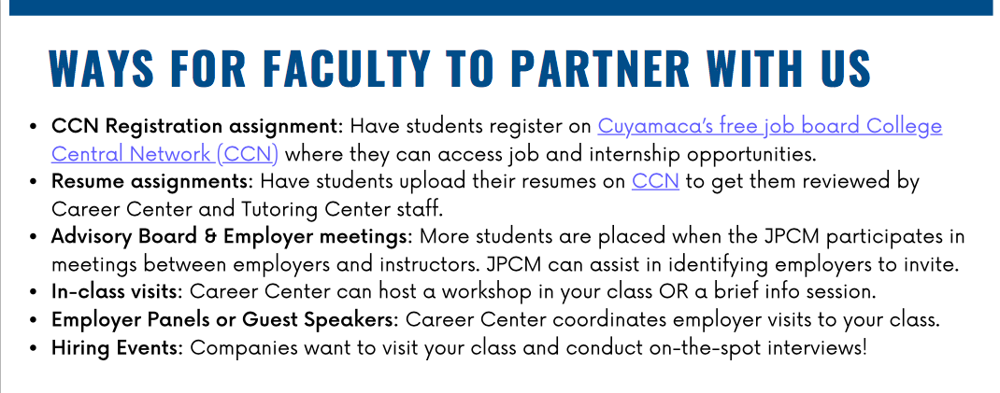 WAYS FOR FACULTY TO PARTNER WITH US
• CCN Registration assignment: Have students register on Cuyamaca's free job board College
Central Network (CCN) where they can access job and internship opportunities.
• Resume assignments: Have students upload their resumes on CCN to get them reviewed by
Career Center and Tutoring Center staff.
• Advisory Board & Employer meetings: More students are placed when the JPCM participates in
meetings between employers and instructors. JPCM can assist in identifying employers to invite.
• In-class visits: Career Center can host a workshop in your class OR a brief info session.
• Employer Panels or Guest Speakers: Career Center coordinates employer visits to your class.
• Hiring Events: Companies want to visit your class and conduct on-the-spot interviews!